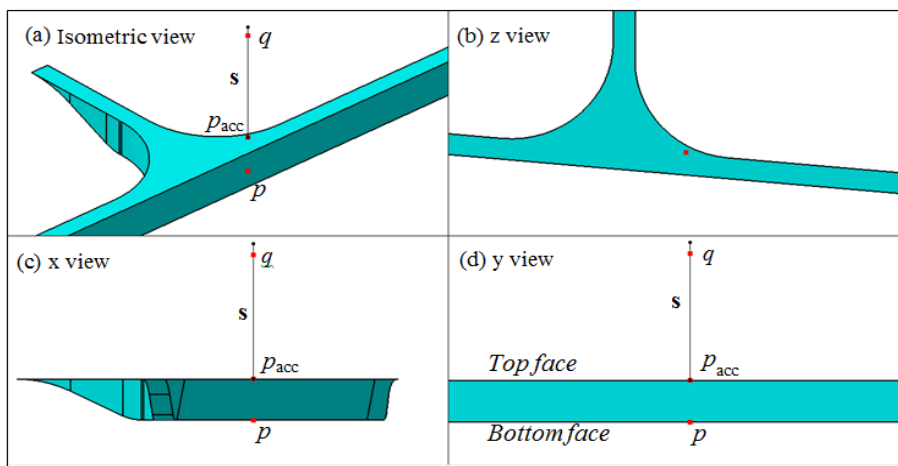 (a) Isometric view
q
s
pacc
p
(b) z view
(c) x view
q
s
pacc
p
(d) y view
q
s
Top face
pacc
Bottom face
p